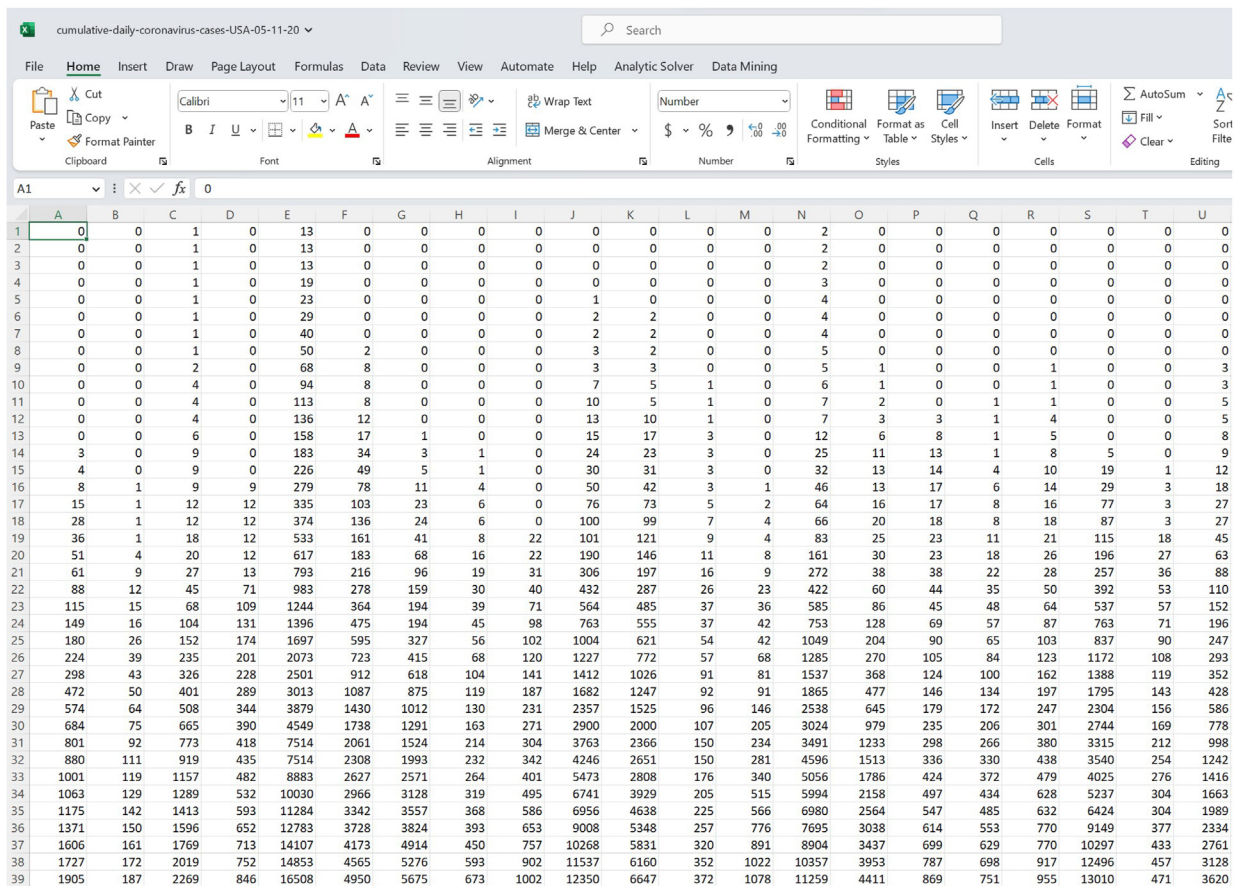 cumulative-daily-coronavirus-cases-USA-05-11-20
Search
File Home Insert Draw Page Layout Formulas Data Review View Automate Help Analytic Solver Data Mining
Cut
Calibri 11 A^ A˅ ab Wrap Text Number AutoSum
Paste Copy Fill
Format Painter B I U A Merge & Center $ % 9 Conditional Formatting Format as Table Cell Styles Insert Delete Format Clear Sort Filte
Clipboard Font Alignment Number Styles Cells Editing
A1 fx 0
A B C D E F G H I J K L M N O P Q R S T U
1 0 0 1 0 13 0 0 0 0 0 0 0 0 2 0 0 0 0 0 0 0
2 0 0 1 0 13 0 0 0 0 0 0 0 0 2 0 0 0 0 0 0 0
3 0 0 1 0 13 0 0 0 0 0 0 0 0 2 0 0 0 0 0 0 0
4 0 0 1 0 19 0 0 0 0 0 0 0 0 3 0 0 0 0 0 0 0
5 0 0 1 0 23 0 0 0 0 1 0 0 0 4 0 0 0 0 0 0 0
6 0 0 1 0 29 0 0 0 0 2 2 0 0 4 0 0 0 0 0 0 0
7 0 0 1 0 40 0 0 0 0 2 2 0 0 4 0 0 0 0 0 0 0
8 0 0 1 0 50 2 0 0 0 3 2 0 0 5 0 0 0 0 0 0 0
9 0 0 2 0 68 8 0 0 0 3 3 0 0 5 1 0 0 1 0 0 3
10 0 0 4 0 94 8 0 0 0 7 5 1 0 6 1 0 0 1 0 0 3
11 0 0 4 0 113 8 0 0 0 10 5 1 0 7 2 0 1 1 0 0 5
12 0 0 4 0 136 12 0 0 0 13 10 1 0 7 3 3 1 4 0 0 5
13 0 0 6 0 158 17 1 0 0 15 17 3 0 12 6 8 1 5 0 0 8
14 3 0 9 0 183 34 3 1 0 24 23 3 0 25 11 13 1 8 5 0 9
15 4 0 9 0 226 49 5 1 0 30 31 3 0 32 13 14 4 10 19 1 12
16 8 1 9 9 279 78 11 4 0 50 42 3 1 46 13 17 6 14 29 3 18
17 15 1 12 12 335 103 23 6 0 76 73 5 2 64 16 17 8 16 77 3 27
18 28 1 12 12 374 136 24 6 0 100 99 7 4 66 20 18 8 18 87 3 27
19 36 1 18 12 533 161 41 8 22 101 121 9 4 83 25 23 11 21 115 18 45
20 51 4 20 12 617 183 68 16 22 190 146 11 8 161 30 23 18 26 196 27 63
21 61 9 27 13 793 216 96 19 31 306 197 16 9 272 38 38 22 28 257 36 88
22 88 12 45 71 983 278 159 30 40 432 287 26 23 422 60 44 35 50 392 53 110
23 115 15 68 109 1244 364 194 39 71 564 485 37 36 585 86 45 48 64 537 57 152
24 149 16 104 131 1396 475 194 45 98 763 555 37 42 753 128 69 57 87 763 71 196
25 180 26 152 174 1697 595 327 56 102 1004 621 54 42 1049 204 90 65 103 837 90 247
26 224 39 235 201 2073 723 415 68 120 1227 772 57 68 1285 270 105 84 123 1172 108 293
27 298 43 326 228 2501 912 618 104 141 1412 1026 91 81 1537 368 124 100 162 1388 119 352
28 472 50 401 289 3013 1087 875 119 187 1682 1247 92 91 1865 477 146 134 197 1795 143 428
29 574 64 508 344 3879 1430 1012 130 231 2357 1525 96 146 2538 645 179 172 247 2304 156 586
30 684 75 665 390 4549 1738 1291 163 271 2900 2000 107 205 3024 979 235 206 301 2744 169 778
31 801 92 773 418 7514 2061 1524 214 304 3763 2366 150 234 3491 1233 298 266 380 3315 212 998
32 880 111 919 435 7514 2308 1993 232 342 4246 2651 150 281 4596 1513 336 330 438 3540 254 1242
33 1001 119 1157 482 8883 2627 2571 264 401 5473 2808 176 340 5056 1786 424 372 479 4025 276 1416
34 1063 129 1289 532 10030 2966 3128 319 495 6741 3929 205 515 5994 2158 497 434 628 5237 304 1663
35 1175 142 1413 593 11284 3342 3557 368 586 6956 4638 225 566 6980 2564 547 485 632 6424 304 1989
36 1371 150 1596 652 12783 3728 3824 393 653 9008 5348 257 776 7695 3038 614 553 770 9149 377 2334
37 1606 161 1769 713 14107 4173 4914 450 757 10268 5831 320 891 8904 3437 699 629 770 10297 433 2761
38 1727 172 2019 752 14853 4565 5276 593 902 11537 6160 352 1022 10357 3953 787 698 917 12496 457 3128
39 1905 187 2269 846 16508 4950 5675 673 1002 12350 6647 372 1078 11259 4411 869 751 955 13010 471 3620